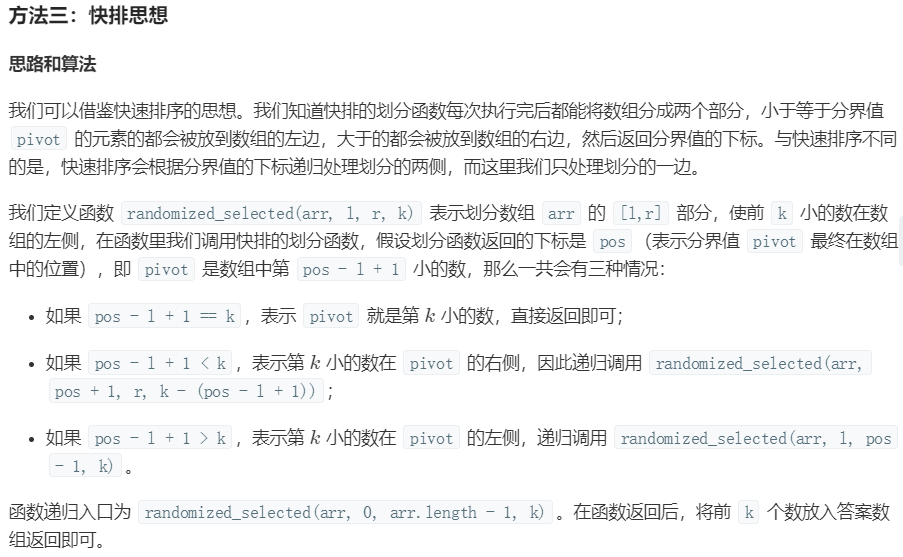 方法三：快排思想
思路和算法
我们可以借鉴快速排序的思想。我们知道快排的划分函数每次执行完后都能将数组分成两个部分，小于等于分界值
pivot 的元素的都会被放到数组的左边，大于的都会被放到数组的右边，然后返回分界值的下标。与快速排序不同
的是，快速排序会根据分界值的下标递归处理划分的两侧，而这里我们只处理划分的一边。
我们定义函数 randomized_selected(arr, l, r, k) 表示划分数组 arr 的 [l,r] 部分，使前 k 小的数在数
组的左侧，在函数里我们调用快排的划分函数，假设划分函数返回的下标是 pos （表示分界值 pivot 最终在数组
中的位置），即 pivot 是数组中第 pos - l + 1 小的数，那么一共会有三种情况：
• 如果 pos - l + 1 == k ，表示 pivot 就是第 k 小的数，直接返回即可；
• 如果 pos - l + 1 < k ，表示第 k 小的数在 pivot 的右侧，因此递归调用 randomized_selected(arr,
pos + 1, r, k - (pos - l + 1)) ；
• 如果 pos - l + 1 > k ，表示第 k 小的数在 pivot 的左侧，递归调用 randomized_selected(arr, l, pos
- 1, k) 。
函数递归入口为 randomized_selected(arr, 0, arr.length - 1, k) 。在函数返回后，将前 k 个数放入答案数
组返回即可。